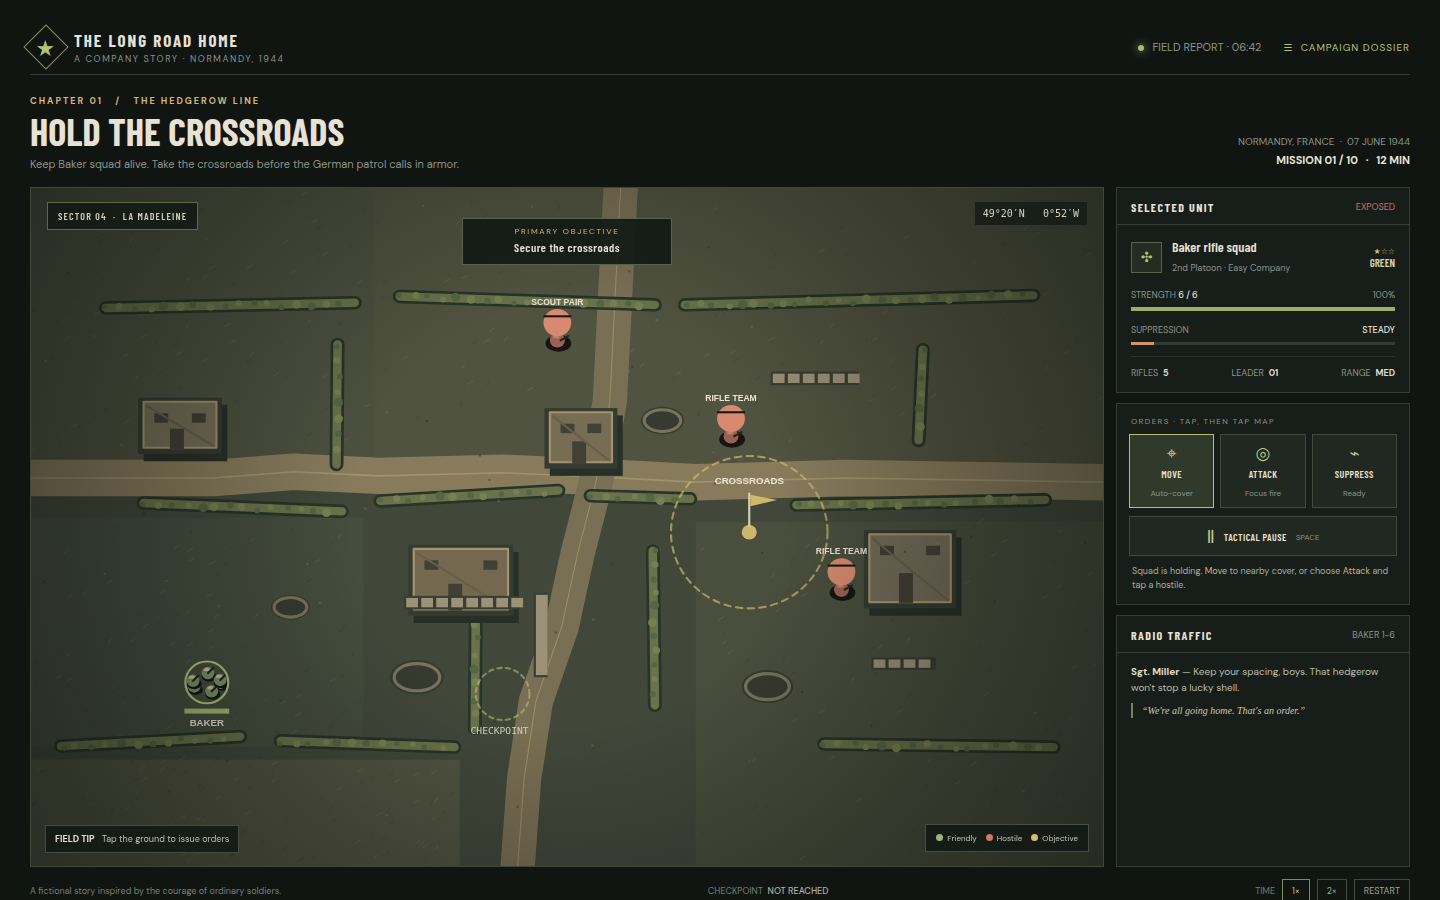 THE LONG ROAD HOME
A COMPANY STORY · NORMANDY, 1944
FIELD REPORT · 06:42
☰ CAMPAIGN DOSSIER
CHAPTER 01 / THE HEDGEROW LINE
HOLD THE CROSSROADS
Keep Baker squad alive. Take the crossroads before the German patrol calls in armor.
NORMANDY, FRANCE · 07 JUNE 1944
MISSION 01 / 10 · 12 MIN
SECTOR 04 · LA MADELEINE
PRIMARY OBJECTIVE
Secure the crossroads
49°20′N 0°52′W
SCOUT PAIR
RIFLE TEAM
CROSSROADS
RIFLE TEAM
BAKER
CHECKPOINT
FIELD TIP Tap the ground to issue orders
Friendly Hostile Objective
SELECTED UNIT EXPOSED
Baker rifle squad
2nd Platoon · Easy Company
★☆☆
GREEN
STRENGTH 6 / 6 100%
SUPPRESSION STEADY
RIFLES 5 LEADER 01 RANGE MED
ORDERS · TAP, THEN TAP MAP
MOVE
Auto-cover
ATTACK
Focus fire
SUPPRESS
Ready
TACTICAL PAUSE SPACE
Squad is holding. Move to nearby cover, or choose Attack and
tap a hostile.
RADIO TRAFFIC BAKER 1-6
Sgt. Miller — Keep your spacing, boys. That hedgerow
won't stop a lucky shell.
“We're all going home. That's an order.”
A fictional story inspired by the courage of ordinary soldiers.
CHECKPOINT NOT REACHED
TIME 1× 2× RESTART